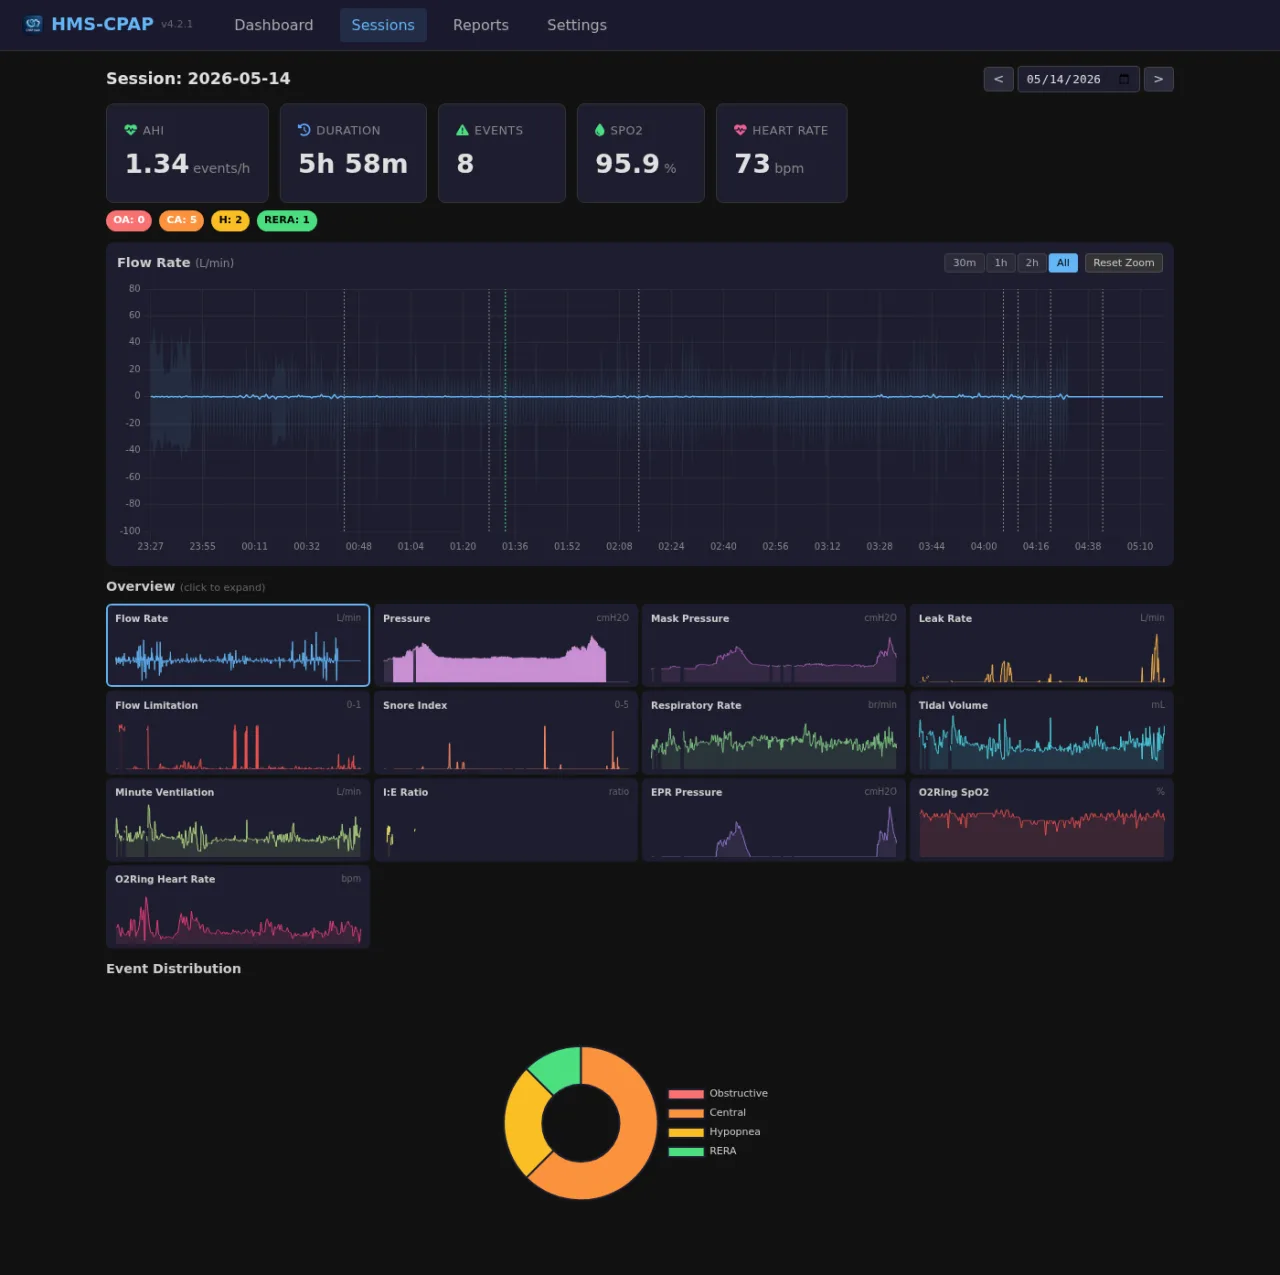 HMS-CPAP v4.2.1 Dashboard Sessions Reports Settings
Session: 2026-05-14 < 05/14/2026 >
AHI DURATION EVENTS SPO2 HEART RATE
1.34 events/h 5h 58m 8 95.9 % 73 bpm
OA: 0 CA: 5 H: 2 RERA: 1
Flow Rate (L/min) 30m 1h 2h All Reset Zoom
80
60
40
20
0
-20
-40
-60
-80
-100
23:27 23:55 00:11 00:32 00:48 01:04 01:20 01:36 01:52 02:08 02:24 02:40 02:56 03:12 03:28 03:44 04:00 04:16 04:38 05:10
Overview (click to expand)
Flow Rate L/min Pressure cmH2O Mask Pressure cmH2O Leak Rate L/min
Flow Limitation 0-1 Snore Index 0-5 Respiratory Rate br/min Tidal Volume mL
Minute Ventilation L/min I:E Ratio ratio EPR Pressure cmH2O O2Ring SpO2 %
O2Ring Heart Rate bpm
Event Distribution
Obstructive
Central
Hypopnea
RERA